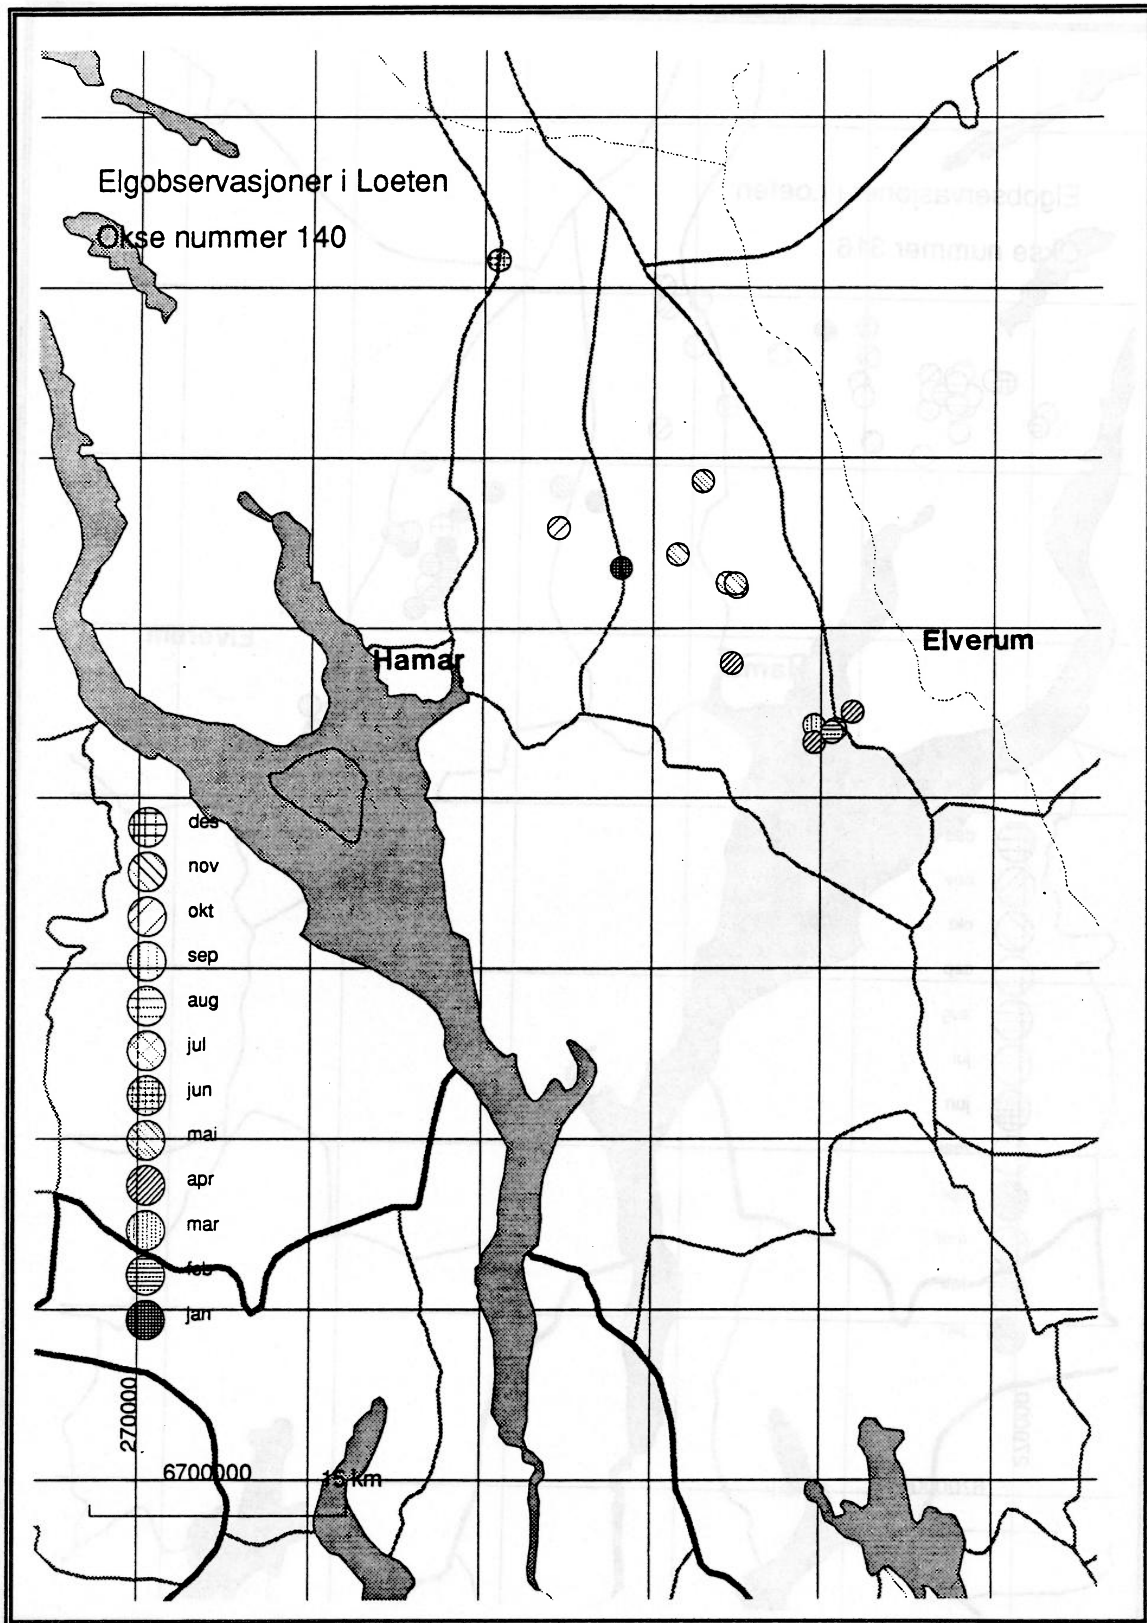 Elgobservasjoner i Loeten
Okse nummer 140
Elverum
Hamar
des
nov
okt
sep
aug
jul
jun
mai
apr
mar
feb
jan
270000
6700000
15 km